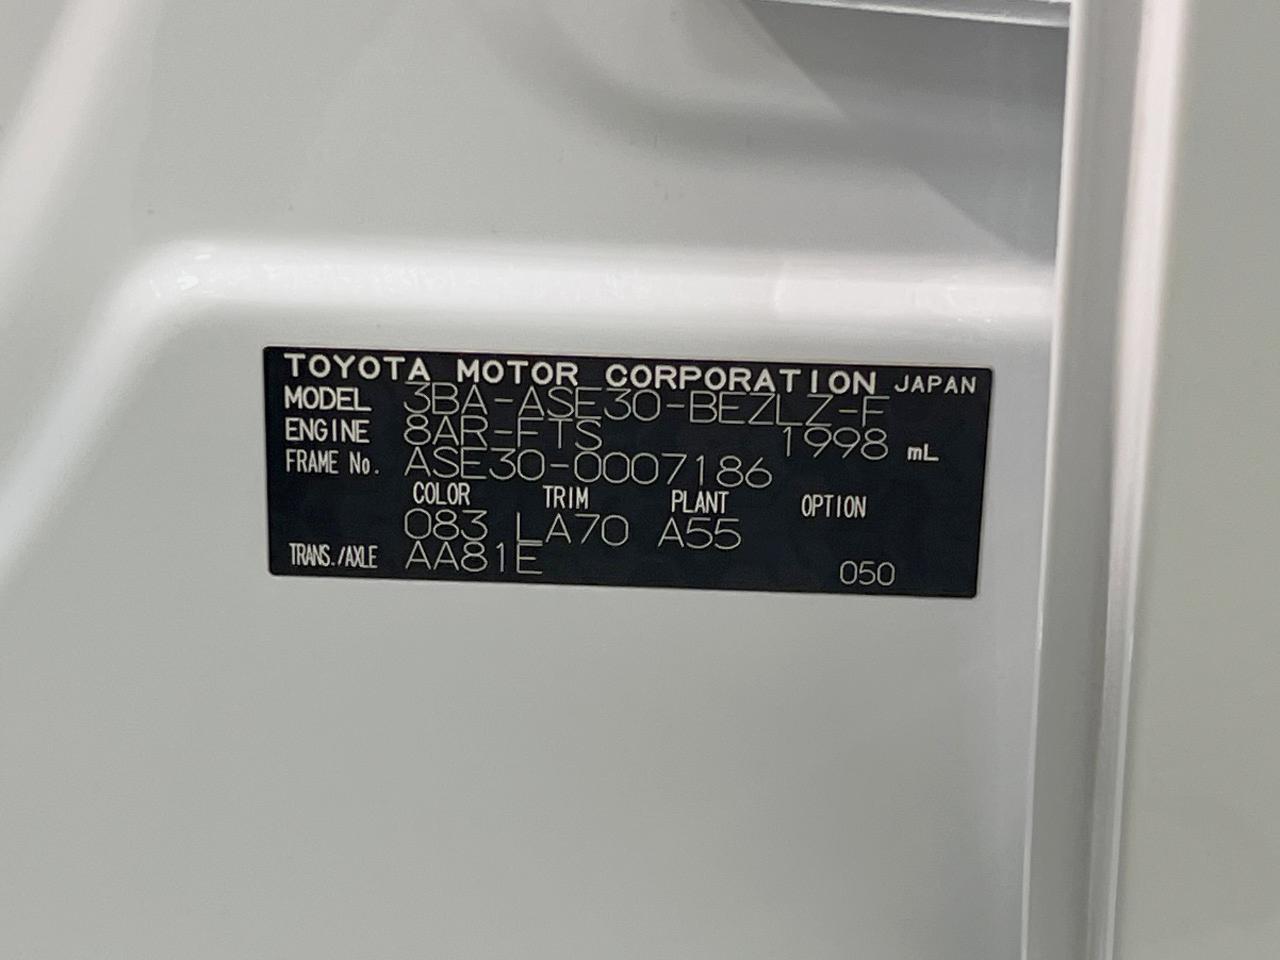 TOYOTA MOTOR CORPORATION JAPAN
MODEL 3BA-ASE30-BEZLZ-F
ENGINE 8AR-FTS 1998 mL
FRAME No. ASE30-0007186
COLOR TRIM PLANT OPTION
083 LA70 A55
TRANS./AXLE AA81E 050